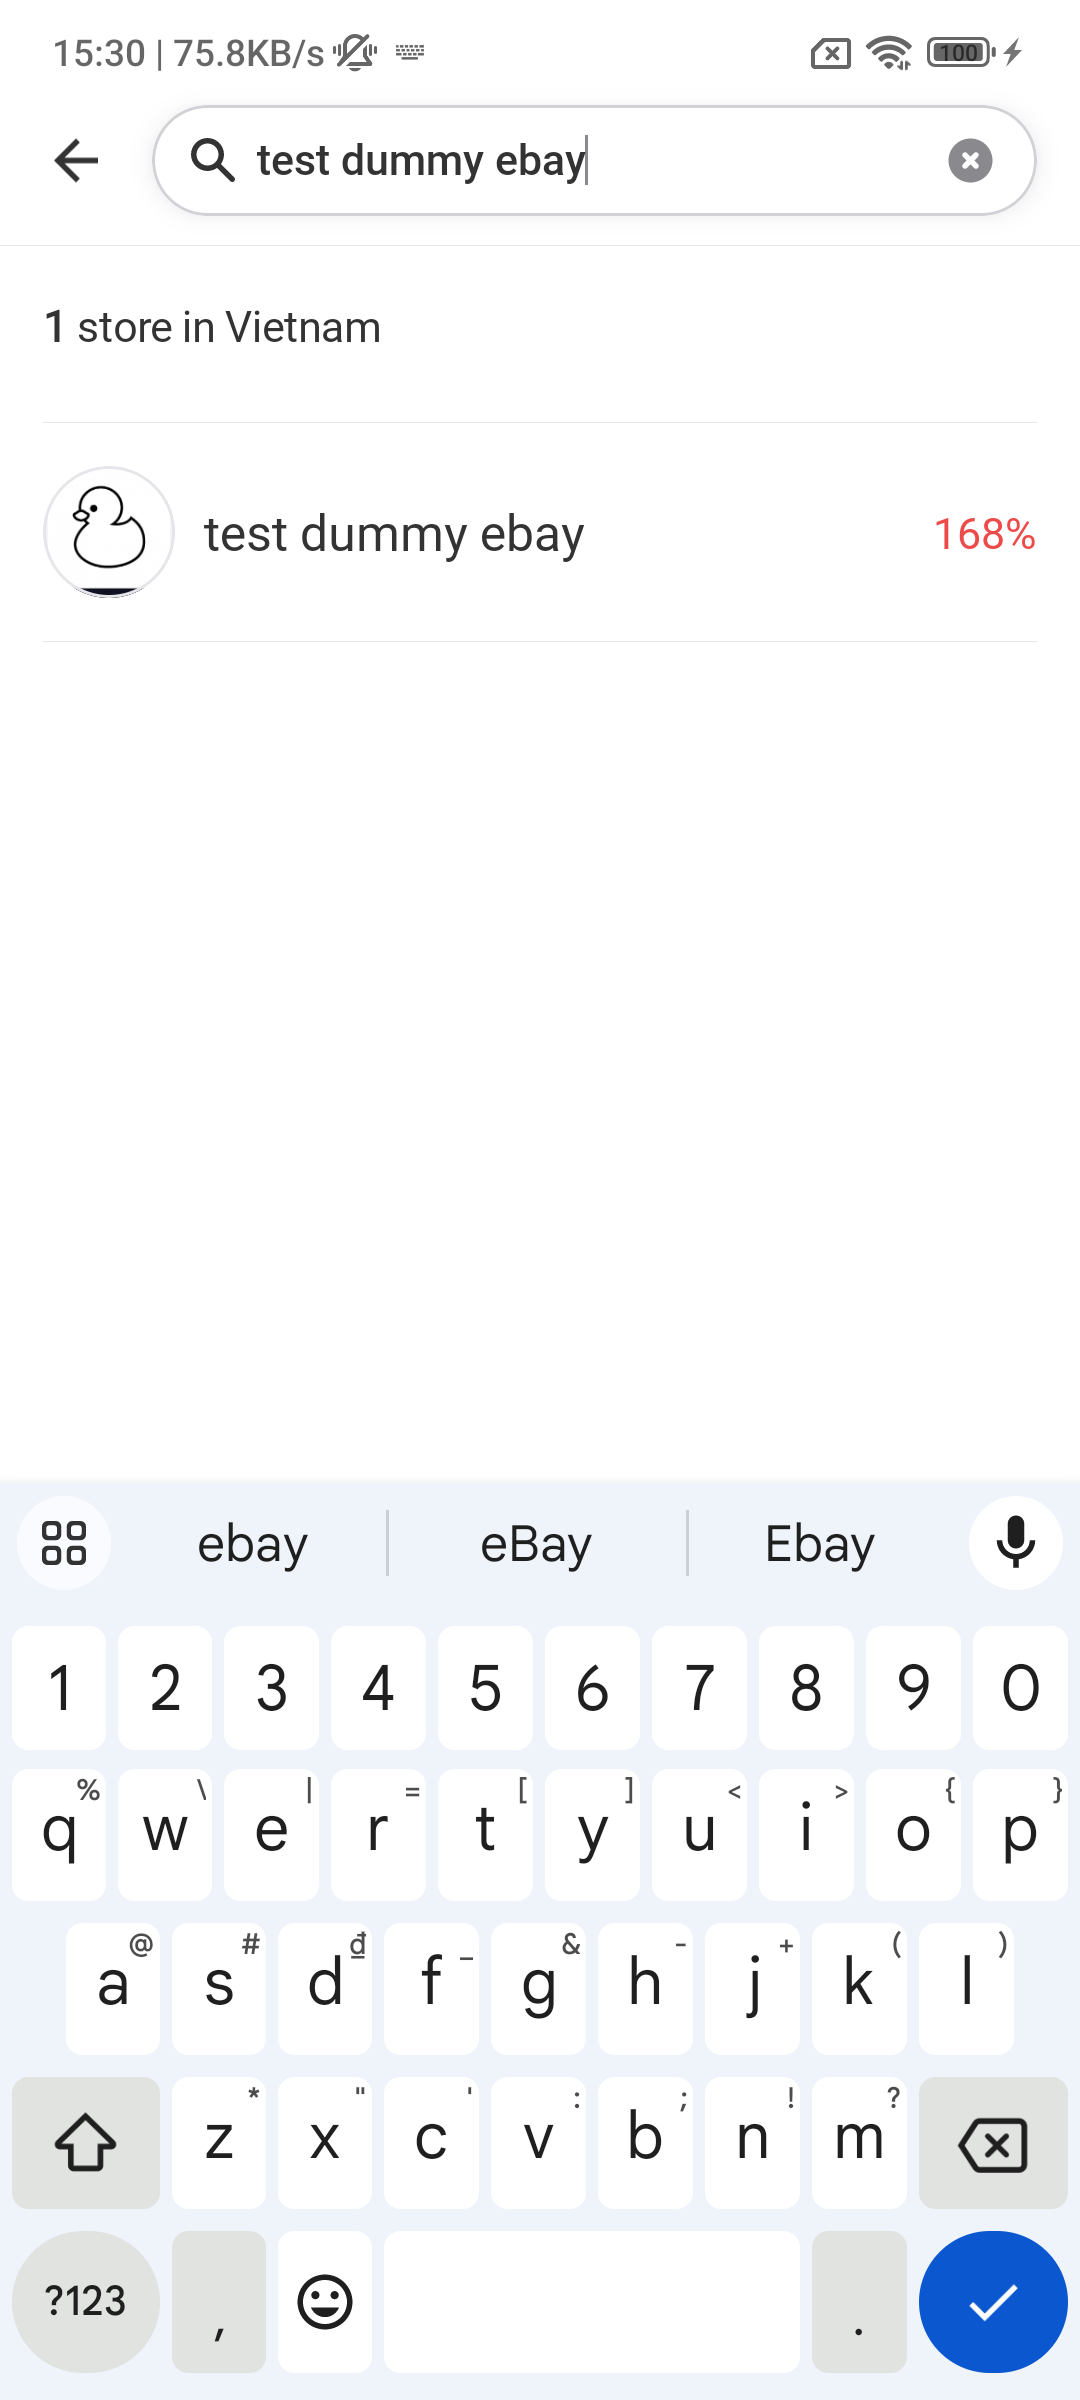 15:30 | 75.8KB/s
100
test dummy ebay
1 store in Vietnam
test dummy ebay 168%
ebay eBay Ebay
1 2 3 4 5 6 7 8 9 0
% \ | = [ ] < > { }
q w e r t y u i o p
@ # đ _ & - + ( )
a s d f g h j k l
* " ' : ; ! ?
z x c v b n m
?123 , .